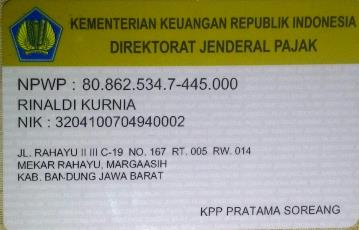 KEMENTERIAN KEUANGAN REPUBLIK INDONESIA
DIREKTORAT JENDERAL PAJAK
NPWP : 80.862.534.7-445.000
RINALDI KURNIA
NIK : 3204100704940002
JL. RAHAYU II III C-19 NO. 167 RT. 005 RW. 014
MEKAR RAHAYU, MARGAASIH
KAB. BANDUNG JAWA BARAT
KPP PRATAMA SOREANG